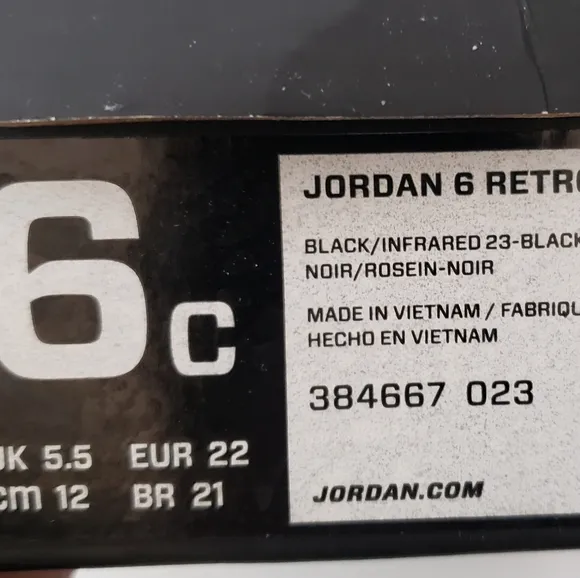 6 C
UK 5.5 EUR 22
cm 12 BR 21
JORDAN 6 RETRO
BLACK/INFRARED 23-BLACK
NOIR/ROSEIN-NOIR
MADE IN VIETNAM / FABRIQU
HECHO EN VIETNAM
384667 023
JORDAN.COM